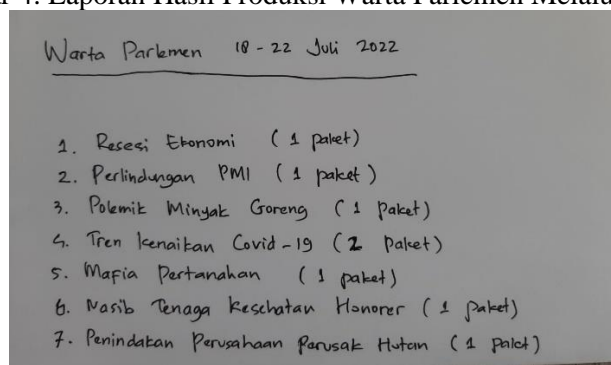 4. Laporan Hasil Produksi Warta Parlemen
Warta Parlemen 18 - 22 Juli 2022
1. Resesi Ekonomi ( 1 paket)
2. Perlindungan PMI ( 1 paket )
3. Polemik Minyak Goreng ( 1 Paket)
4. Tren kenaikan Covid-19 ( 2 Paket)
5. Mafia Pertanahan ( 1 paket)
6. Nasib Tenaga Kesehatan Honorer ( 1 Paket)
7. Penindakan Perusahaan Perusak Hutan ( 1 Paket)